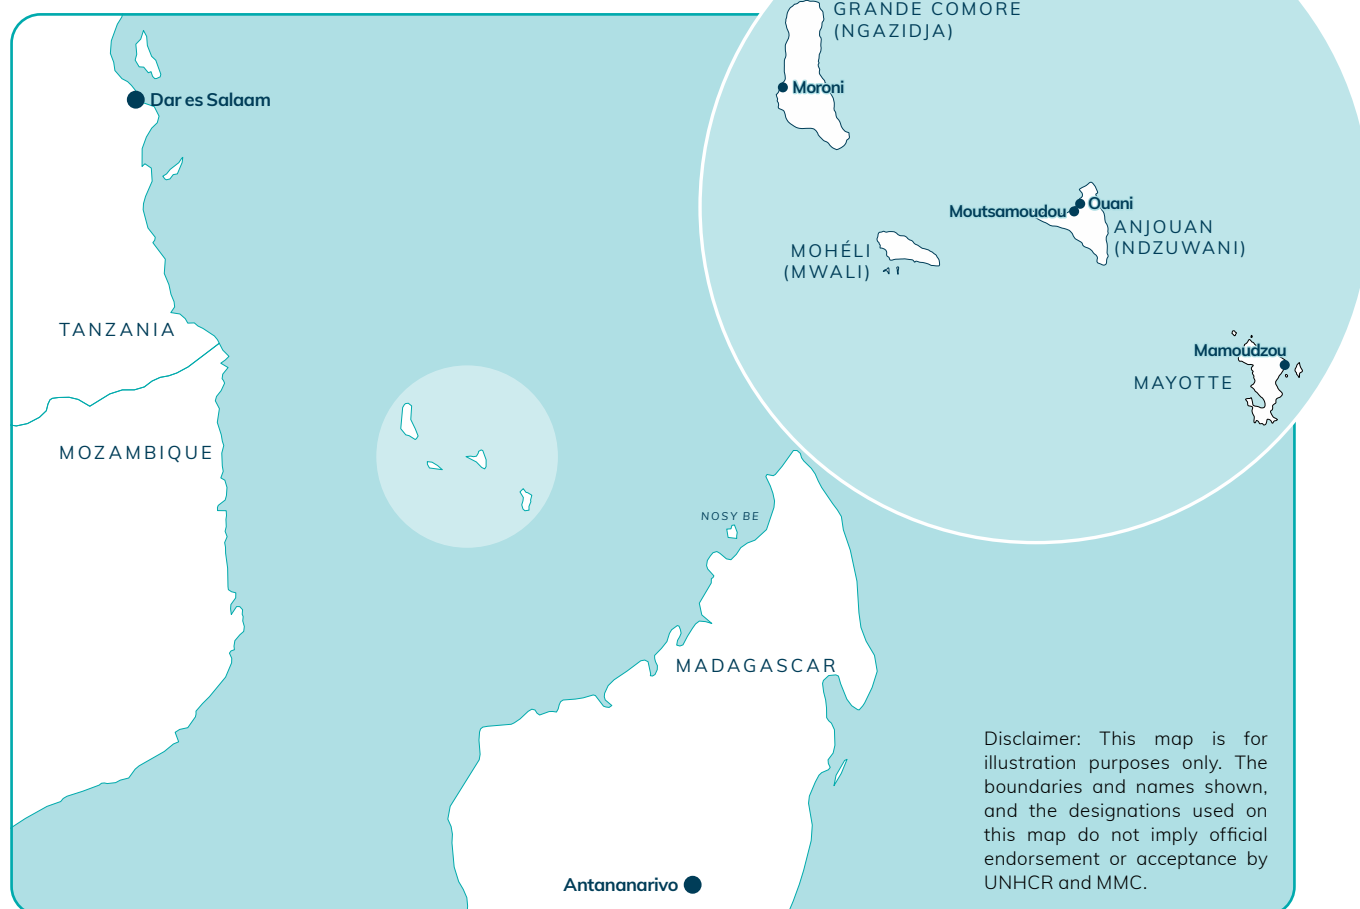 GRANDE COMORE
(NGAZIDJA)
Moroni
Dar es Salaam
Moutsamoudou
Ouani
ANJOUAN
(NDZUWANI)
MOHÉLI
(MWALI)
TANZANIA
Mamoudzou
MAYOTTE
MOZAMBIQUE
NOSY BE
MADAGASCAR
Disclaimer: This map is for
illustration purposes only. The
boundaries and names shown,
and the designations used on
this map do not imply official
endorsement or acceptance by
UNHCR and MMC.
Antananarivo